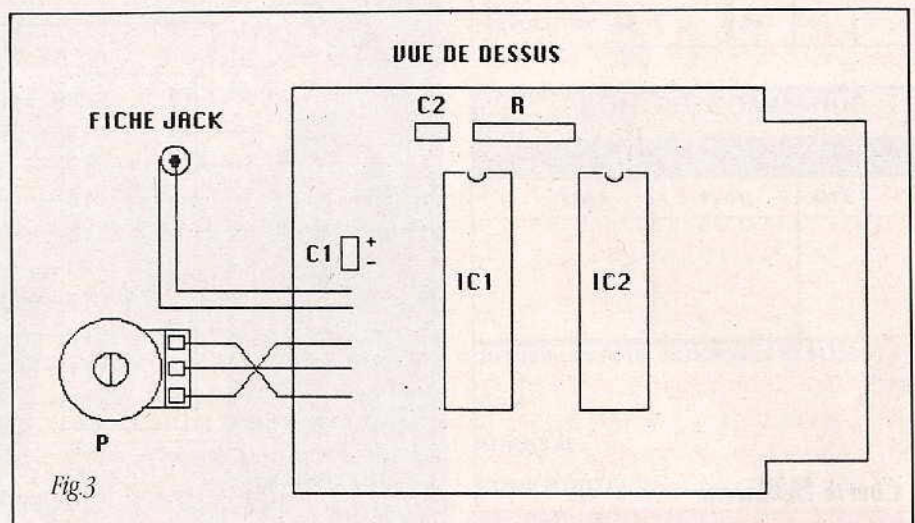 VUE DE DESSUS
C2 R
FICHE JACK
C1 + -
IC1 IC2
P
Fig.3